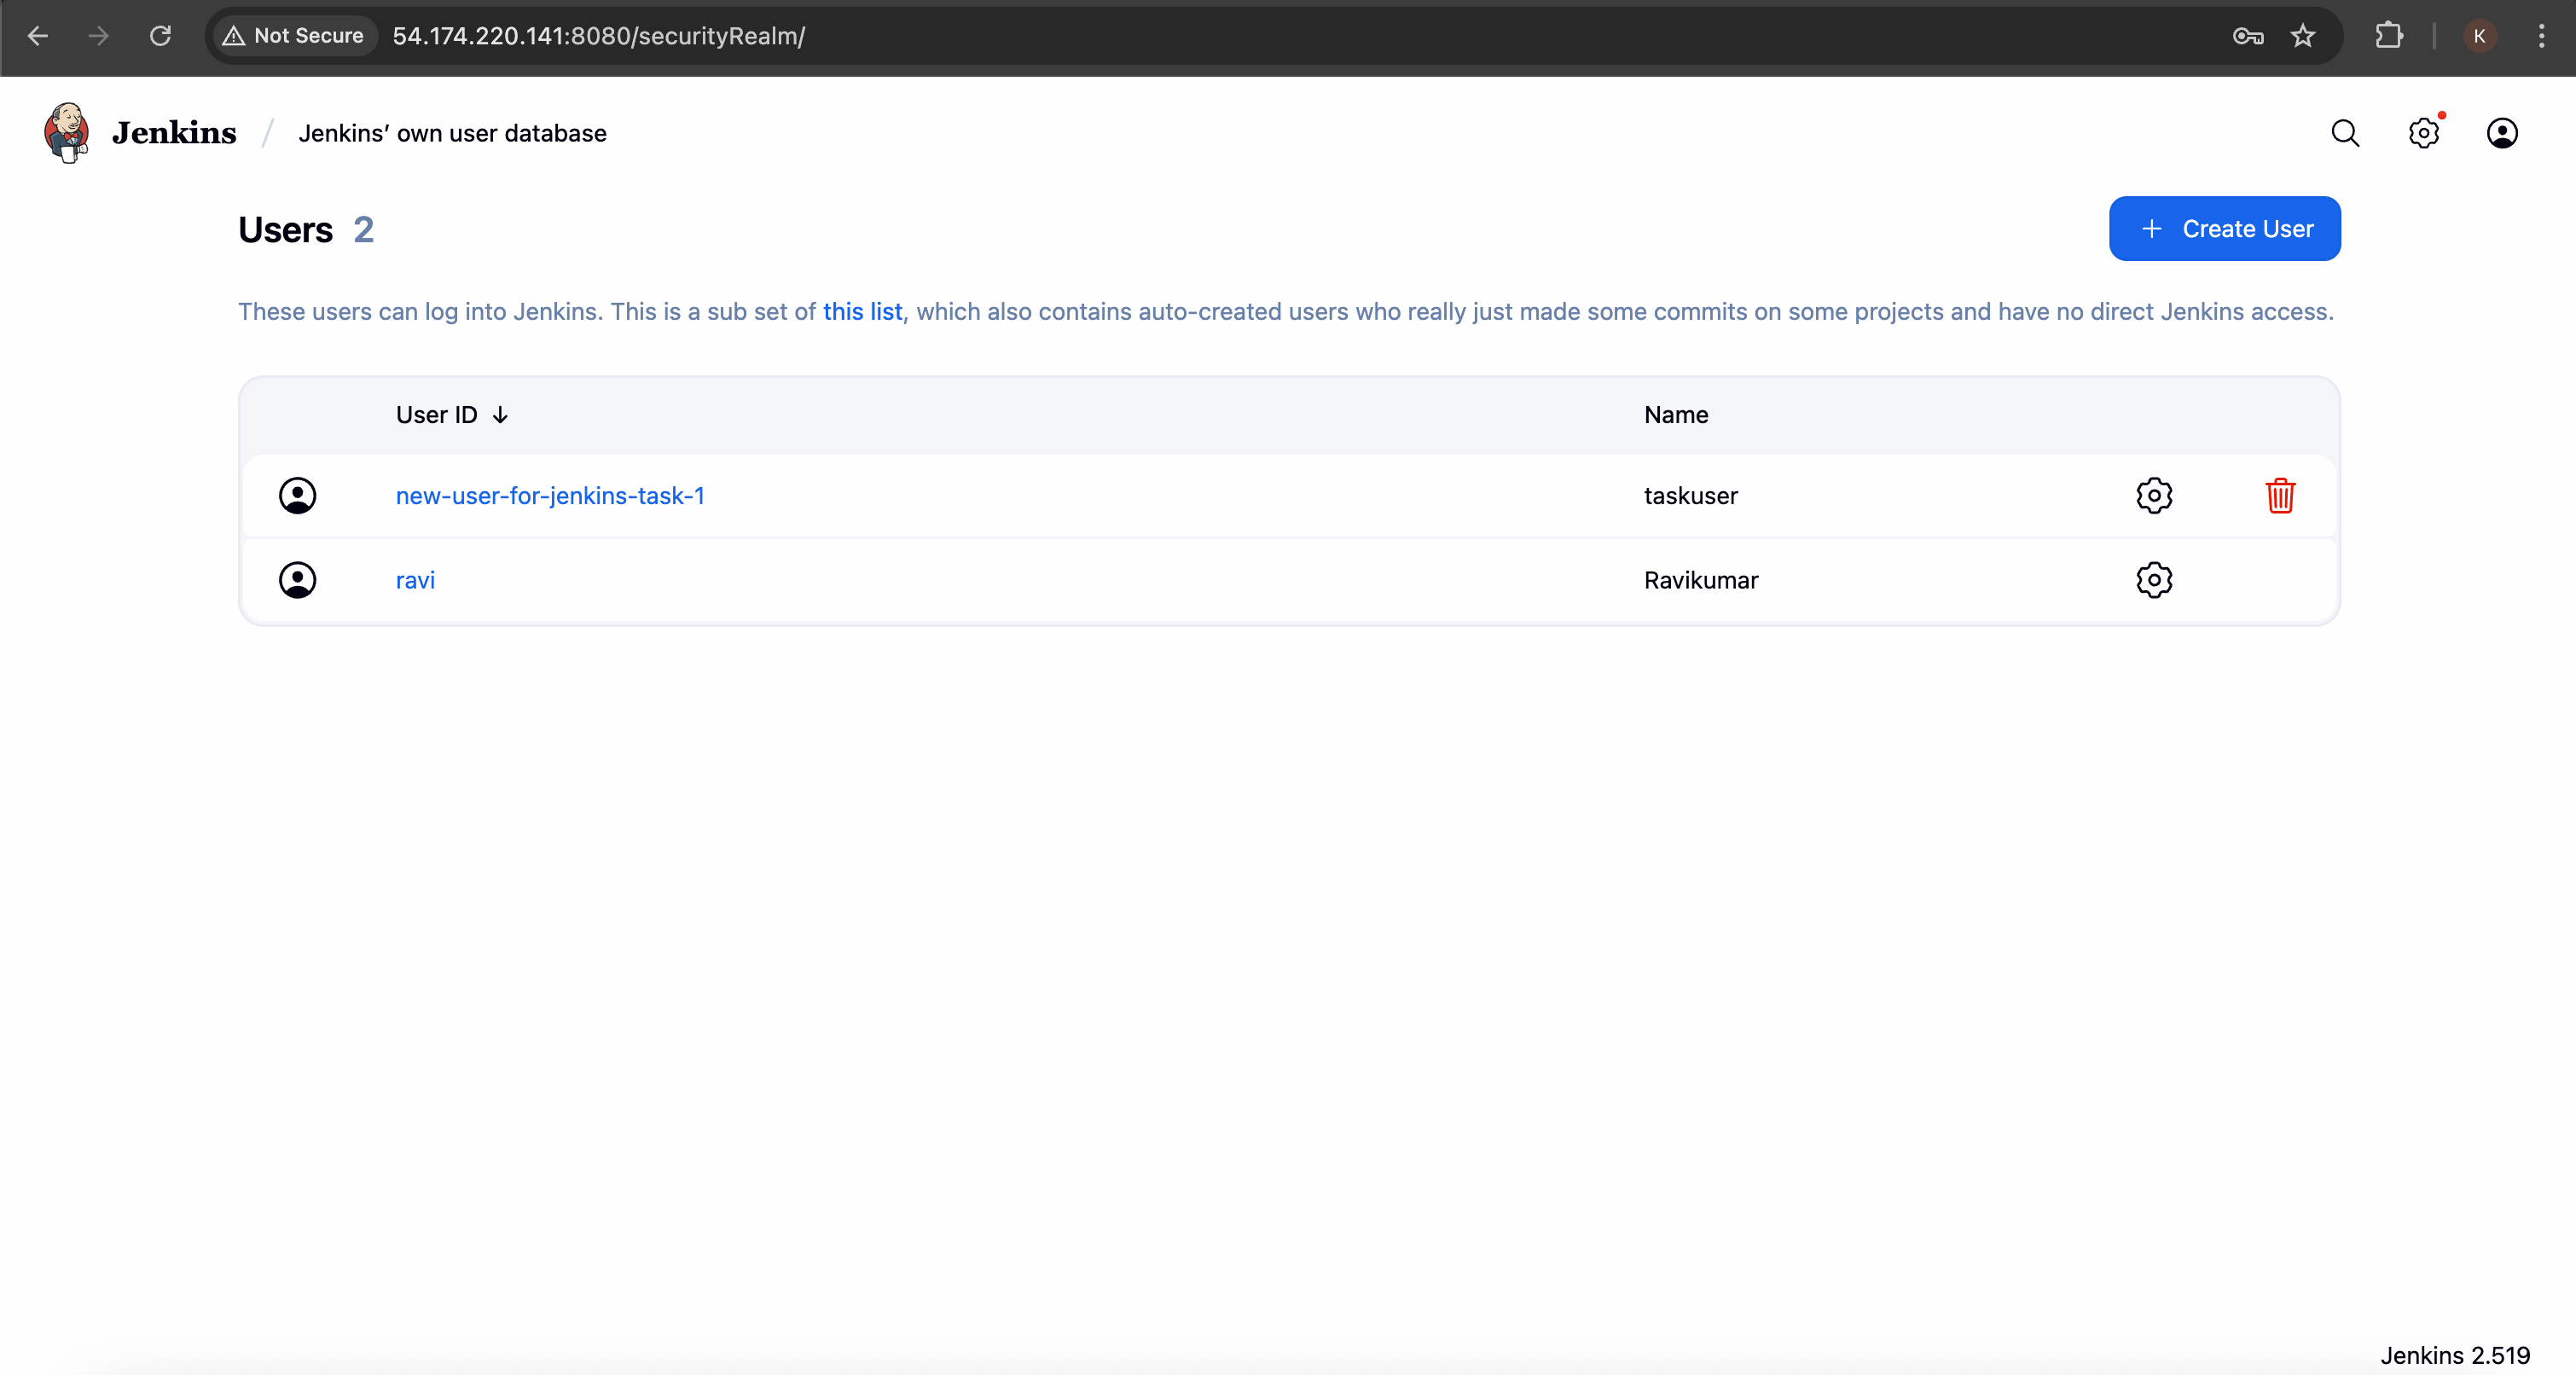 Not Secure 54.174.220.141:8080/securityRealm/ K
Jenkins / Jenkins’ own user database
Users 2
+ Create User
These users can log into Jenkins. This is a sub set of this list, which also contains auto-created users who really just made some commits on some projects and have no direct Jenkins access.
User ID ↓ Name
new-user-for-jenkins-task-1 taskuser
ravi Ravikumar
Jenkins 2.519